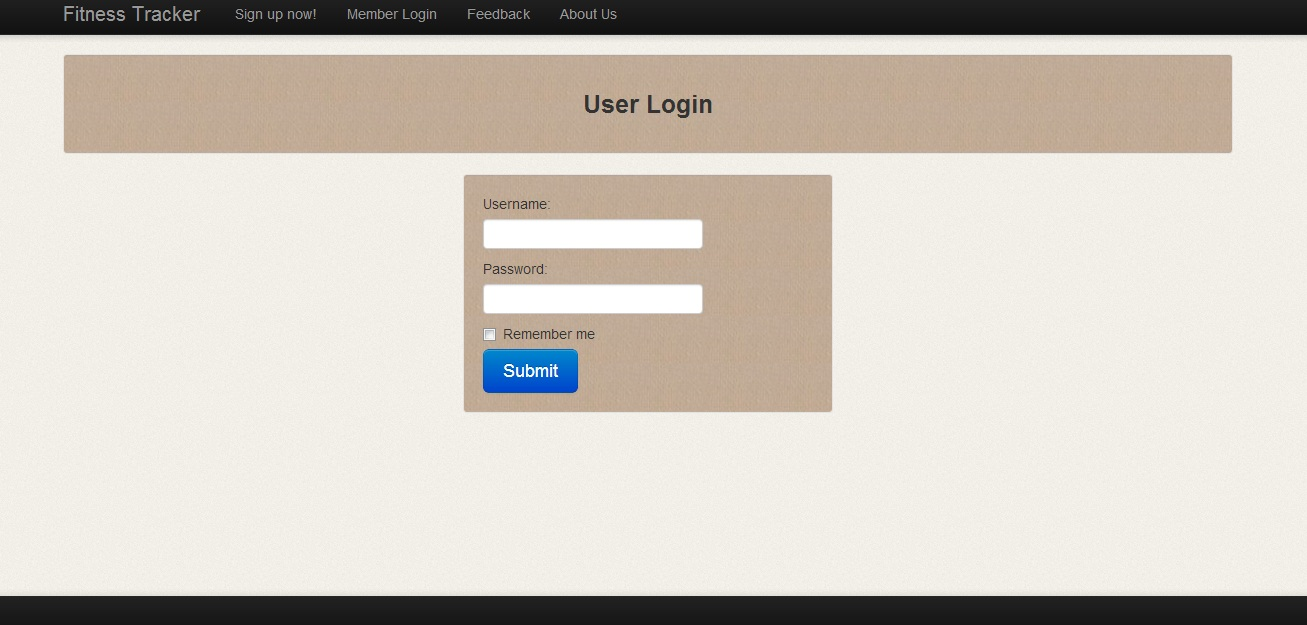 Fitness Tracker Sign up now! Member Login Feedback About Us
User Login
Username:
Password:
Remember me
Submit